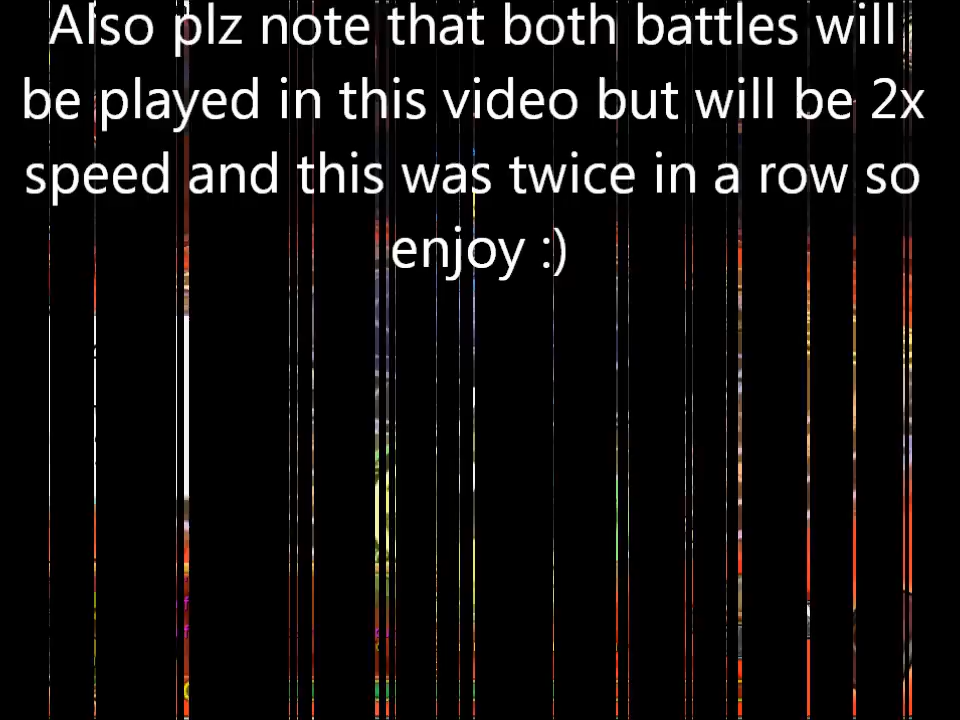 Also plz note that both battles will
be played in this video but will be 2x
speed and this was twice in a row so
enjoy :)